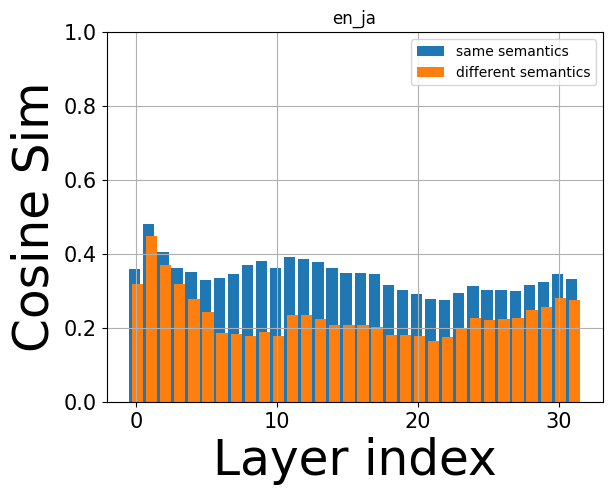 en_ja
same semantics
different semantics
Cosine Sim
1.0
0.8
0.6
0.4
0.2
0.0
0 10 20 30
Layer index